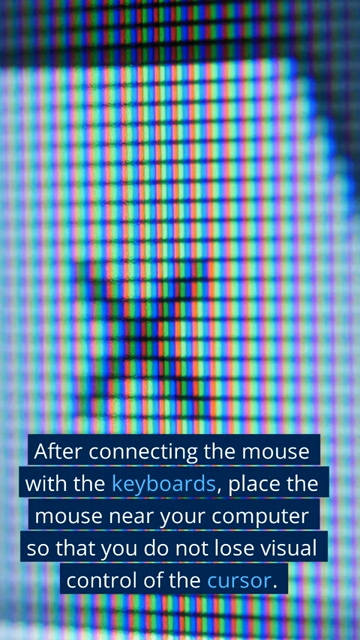 After connecting the mouse
with the keyboards, place the
mouse near your computer
so that you do not lose visual
control of the cursor.